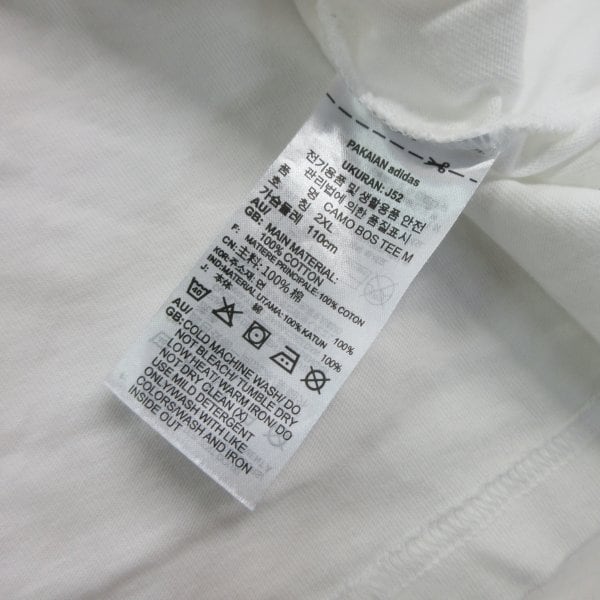 PAKAIAN adidas
UKURAN: J52
전기용품 및 생활용품 안전
관리법에 의한 품질표시
품 명 CAMO BOS TEE M
호 칭 2XL
가슴둘레 110cm
AU/
GB: MAIN MATERIAL:
100% COTTON
F: MATIERE PRINCIPALE: 100% COTON
CN: 主料: 100% 棉
KOR: 주소재: 면 100%
IND: MATERIAL UTAMA: 100% KATUN
J: 本体 綿 100%
40
AU/
GB: COLD MACHINE WASH/ DO
NOT BLEACH/TUMBLE DRY
LOW HEAT/ WARM IRON/ DO
NOT DRY CLEAN (X)
USE MILD DETERGENT
ONLY/WASH WITH LIKE
COLORS/WASH AND IRON
INSIDE OUT